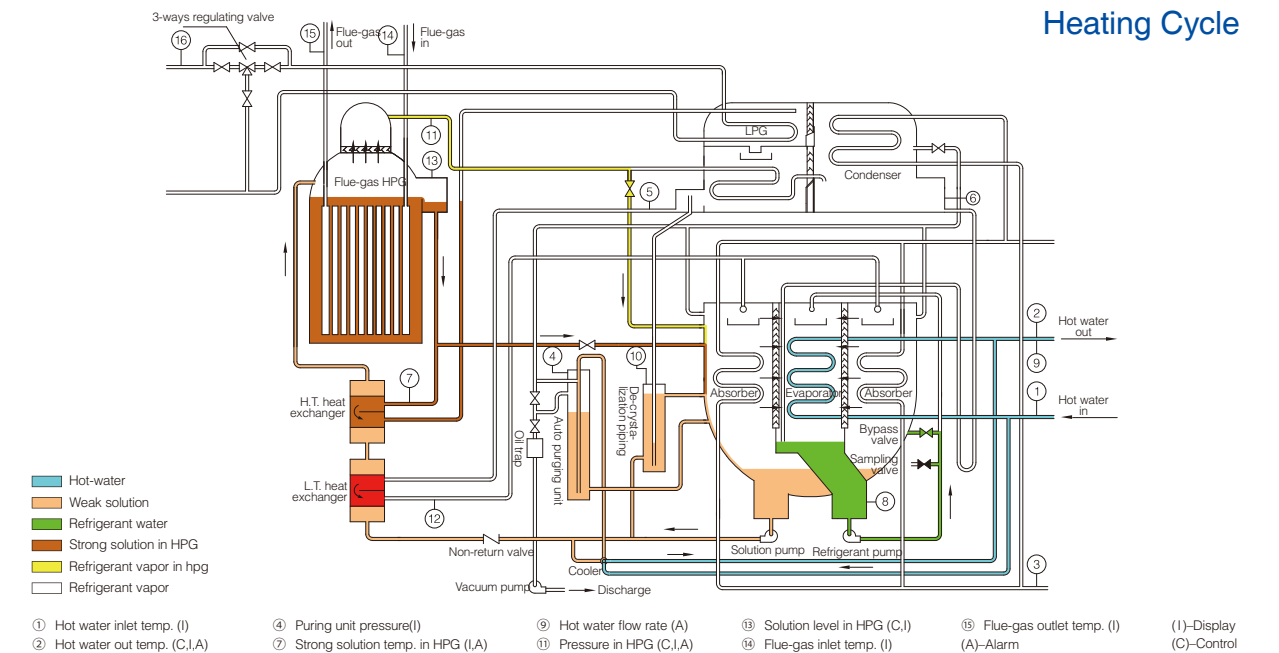 Heating Cycle
3-ways regulating valve
16
15
Flue-gas
out
14
Flue-gas
in
11
13
Flue-gas HPG
LPG
Condenser
5
6
4
10
2
Hot water
out
9
1
Hot water
in
7
H.T. heat
exchanger
Absorber
Evaporator
Absorber
De-crysta-
lization piping
Auto purging unit
Oil trap
Bypass
valve
Sampling
valve
L.T. heat
exchanger
12
8
Non-return valve
Solution pump
Refrigerant pump
Cooler
3
Vacuum pump
Discharge
Hot-water
Weak solution
Refrigerant water
Strong solution in HPG
Refrigerant vapor in hpg
Refrigerant vapor
① Hot water inlet temp. (I)
② Hot water out temp. (C,I,A)
④ Puring unit pressure(I)
⑦ Strong solution temp. in HPG (I,A)
⑨ Hot water flow rate (A)
⑪ Pressure in HPG (C,I,A)
⑬ Solution level in HPG (C,I)
⑭ Flue-gas inlet temp. (I)
⑮ Flue-gas outlet temp. (I)
(A)–Alarm
(I)–Display
(C)–Control